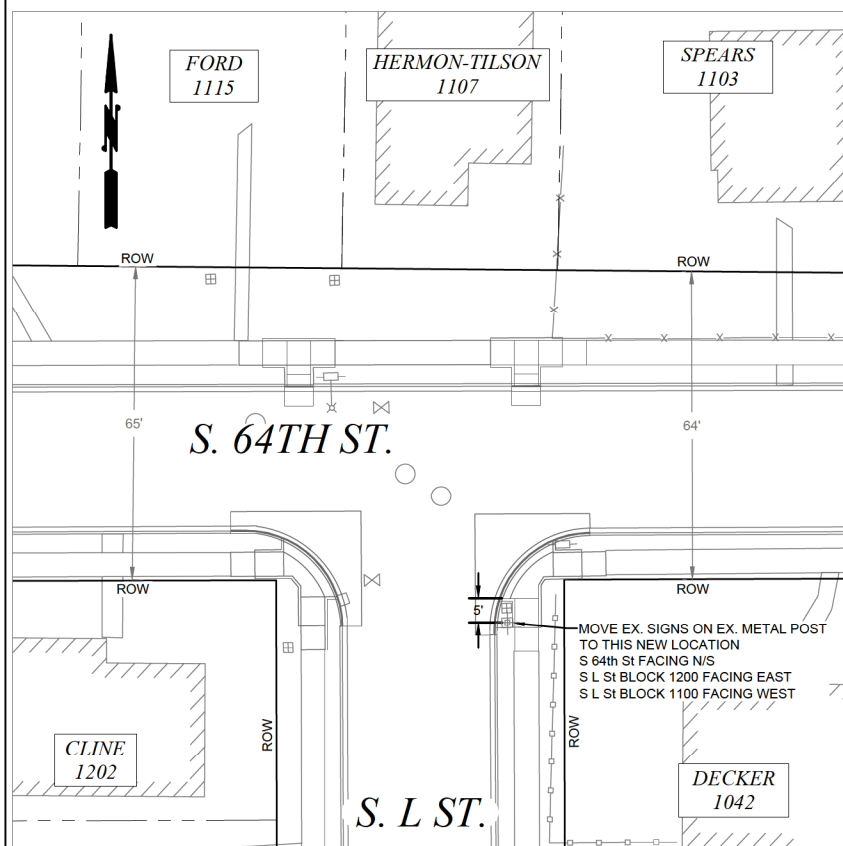 FORD
1115
HERMON-TILSON
1107
SPEARS
1103
N
ROW
ROW
65'
64'
S. 64TH ST.
ROW
ROW
5'
MOVE EX. SIGNS ON EX. METAL POST
TO THIS NEW LOCATION
S 64th St FACING N/S
S L St BLOCK 1200 FACING EAST
S L St BLOCK 1100 FACING WEST
ROW
ROW
CLINE
1202
DECKER
1042
S. L ST.